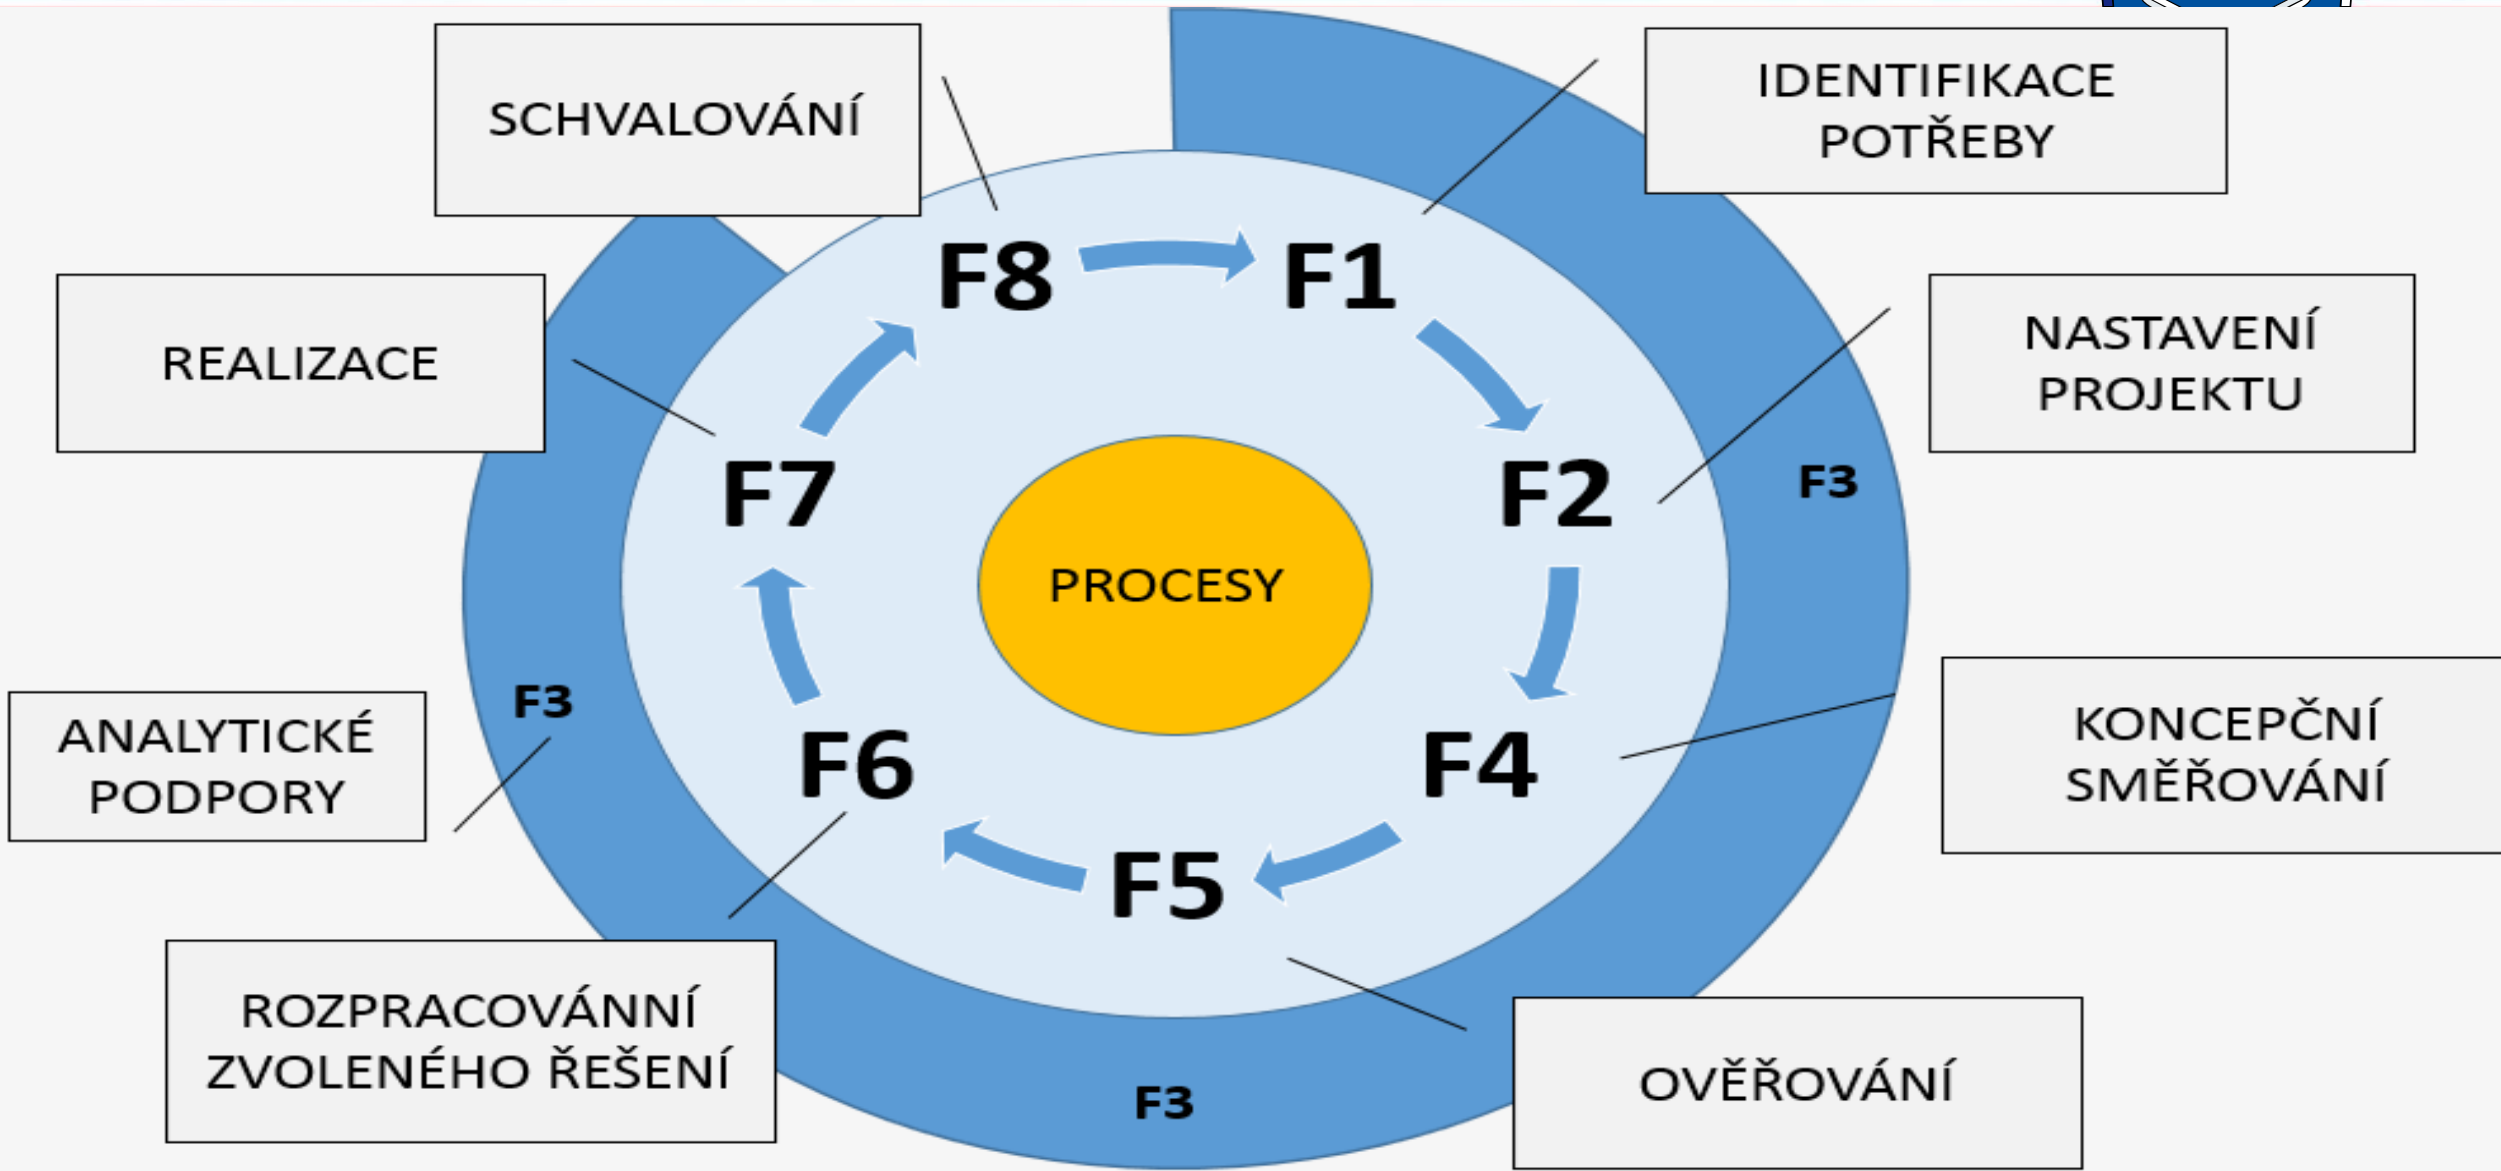 SCHVALOVÁNÍ
IDENTIFIKACE
POTŘEBY
F8
F1
REALIZACE
NASTAVENÍ
PROJEKTU
F7
F2
F3
PROCESY
F3
ANALYTICKÉ
PODPORY
F6
F4
KONCEPČNÍ
SMĚŘOVÁNÍ
F5
ROZPRACOVÁNNÍ
ZVOLENÉHO ŘEŠENÍ
F3
OVĚŘOVÁNÍ